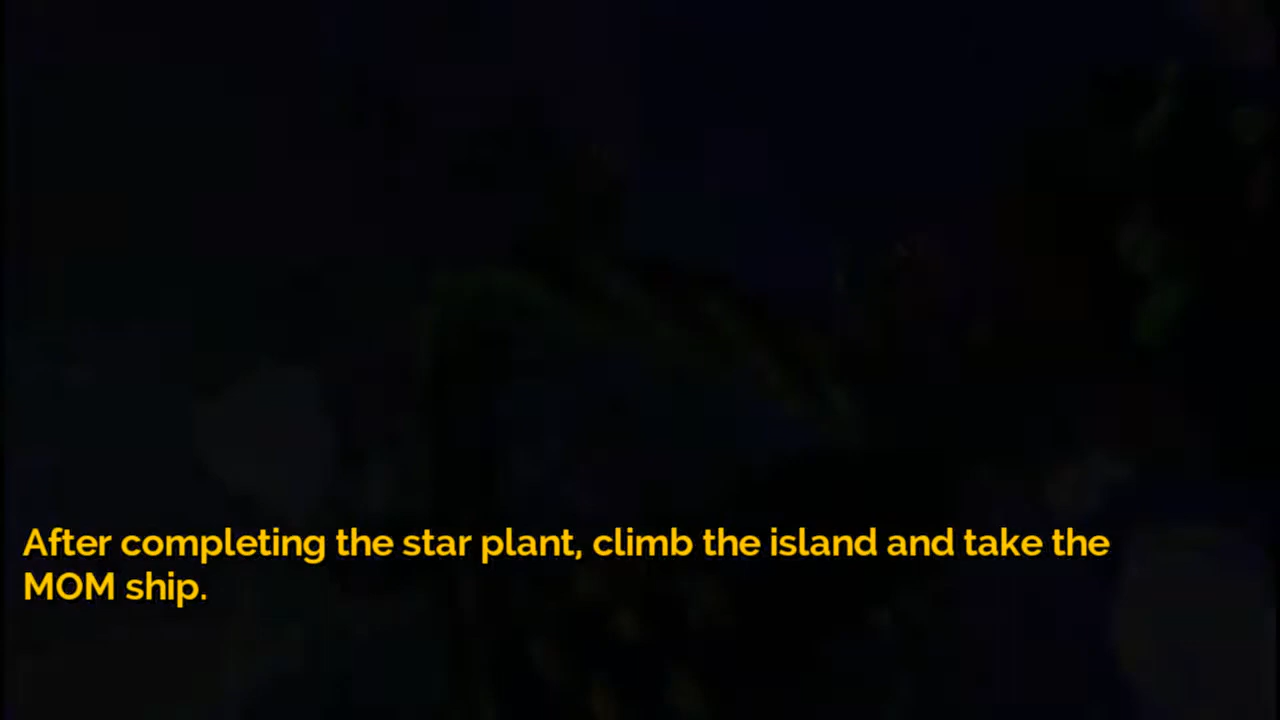 After completing the star plant, climb the island and take the
MOM ship.